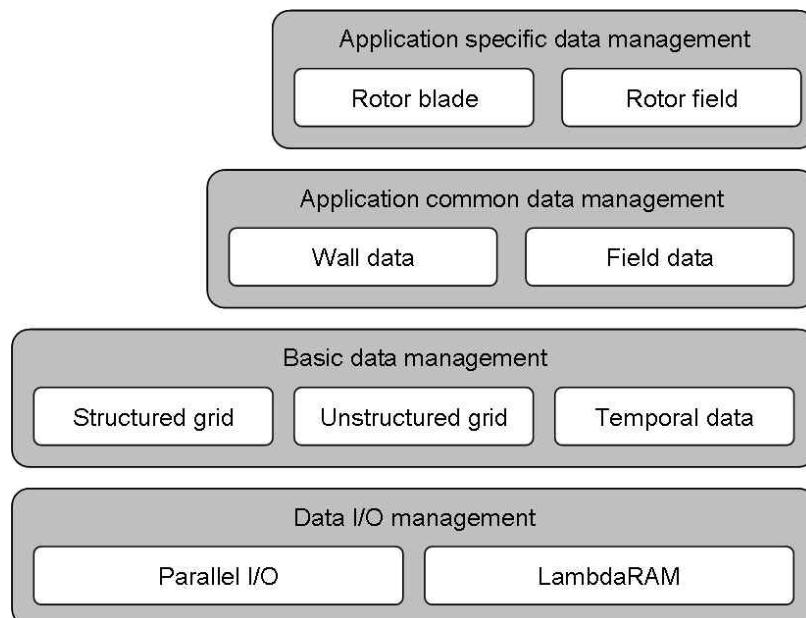 Application specific data management
Rotor blade
Rotor field
Application common data management
Wall data
Field data
Basic data management
Structured grid
Unstructured grid
Temporal data
Data I/O management
Parallel I/O
LambdaRAM